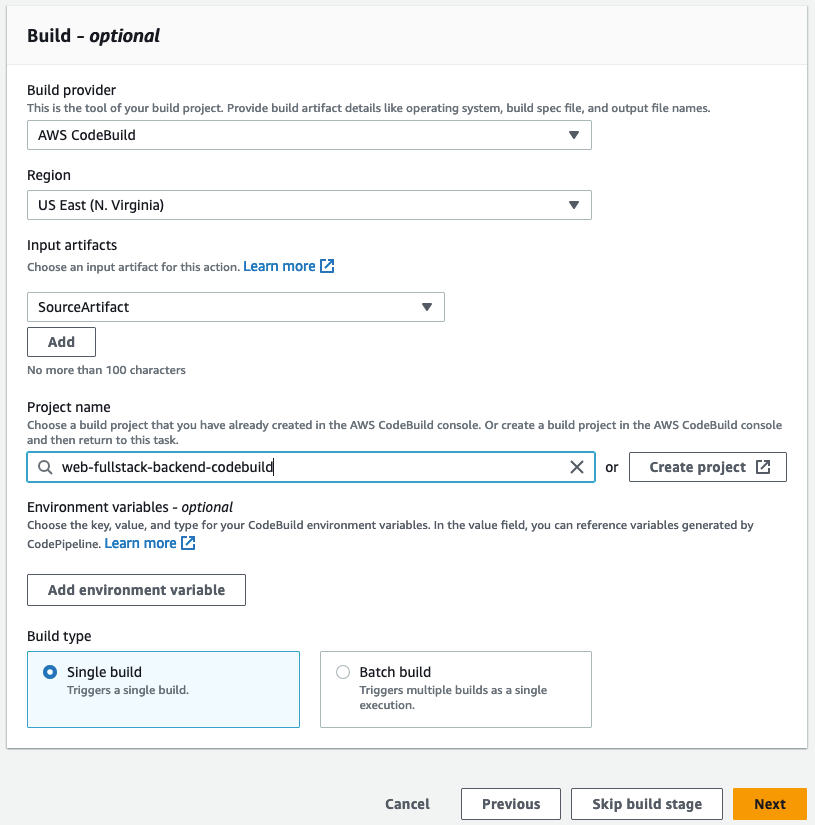 Build - optional
Build provider
This is the tool of your build project. Provide build artifact details like operating system, build spec file, and output file names.
AWS CodeBuild
Region
US East (N. Virginia)
Input artifacts
Choose an input artifact for this action. Learn more
SourceArtifact
Add
No more than 100 characters
Project name
Choose a build project that you have already created in the AWS CodeBuild console. Or create a build project in the AWS CodeBuild console
and then return to this task.
web-fullstack-backend-codebuild
or
Create project
Environment variables - optional
Choose the key, value, and type for your CodeBuild environment variables. In the value field, you can reference variables generated by
CodePipeline. Learn more
Add environment variable
Build type
Single build
Triggers a single build.
Batch build
Triggers multiple builds as a single
execution.
Cancel
Previous
Skip build stage
Next